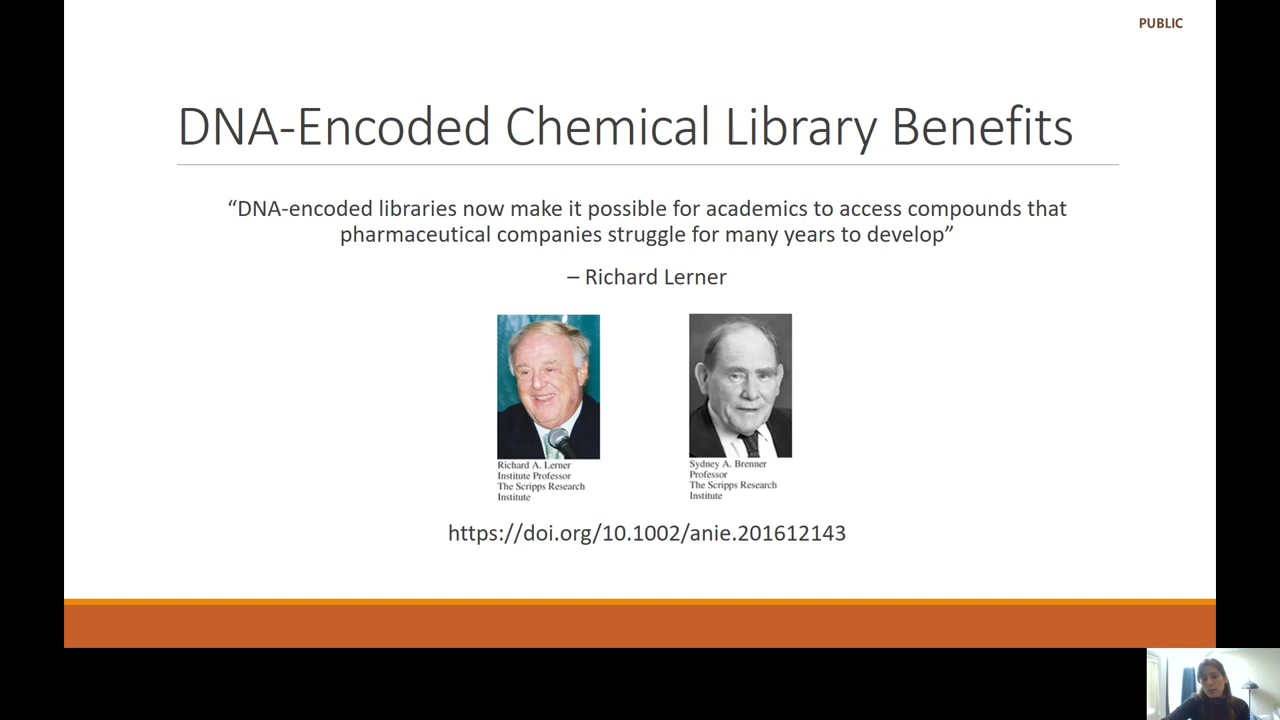 PUBLIC
DNA-Encoded Chemical Library Benefits
“DNA-encoded libraries now make it possible for academics to access compounds that
pharmaceutical companies struggle for many years to develop”
– Richard Lerner
Richard A. Lerner
Institute Professor
The Scripps Research
Institute
Sydney A. Brenner
Professor
The Scripps Research
Institute
https://doi.org/10.1002/anie.201612143